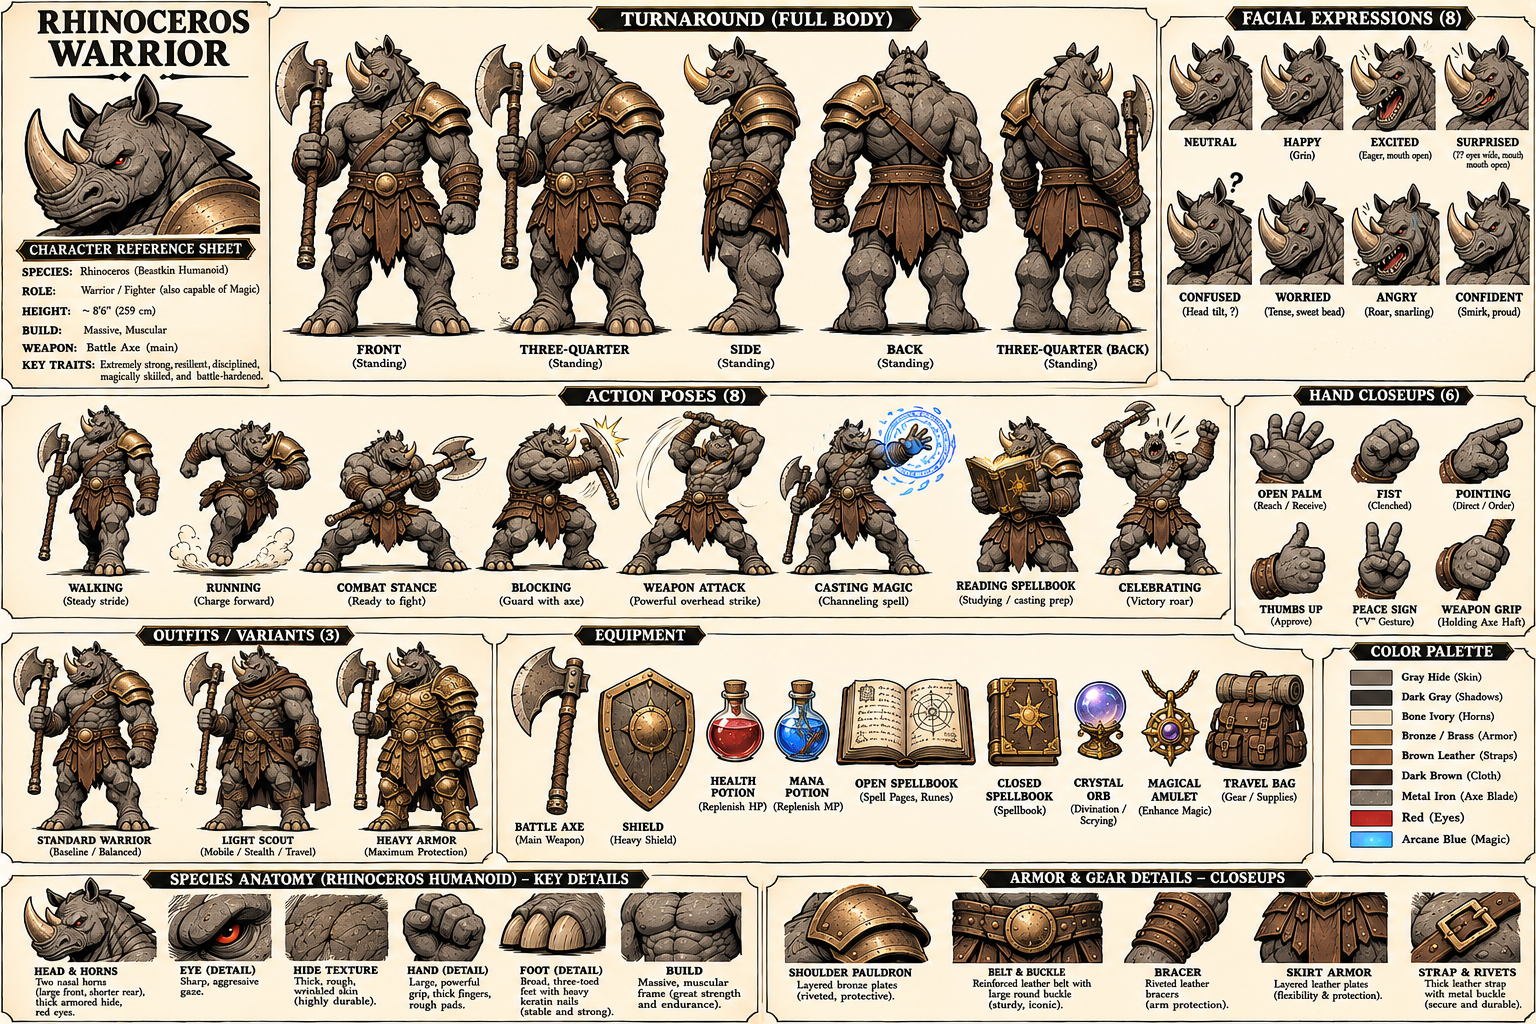 RHINOCEROS
WARRIOR
CHARACTER REFERENCE SHEET
SPECIES: Rhinoceros (Beastkin Humanoid)
ROLE: Warrior / Fighter (also capable of Magic)
HEIGHT: ~ 8'6" (259 cm)
BUILD: Massive, Muscular
WEAPON: Battle Axe (main)
KEY TRAITS: Extremely strong, resilient, disciplined,
magically skilled, and battle-hardened.
TURNAROUND (FULL BODY)
FRONT
(Standing)
THREE-QUARTER
(Standing)
SIDE
(Standing)
BACK
(Standing)
THREE-QUARTER (BACK)
(Standing)
FACIAL EXPRESSIONS (8)
NEUTRAL
HAPPY
(Grin)
EXCITED
(Eager, mouth open)
SURPRISED
(?? eyes wide, mouth
mouth open)
?
CONFUSED
(Head tilt, ?)
WORRIED
(Tense, sweet bead)
ANGRY
(Roar, snarling)
CONFIDENT
(Smirk, proud)
ACTION POSES (8)
WALKING
(Steady stride)
RUNNING
(Charge forward)
COMBAT STANCE
(Ready to fight)
BLOCKING
(Guard with axe)
WEAPON ATTACK
(Powerful overhead strike)
CASTING MAGIC
(Channeling spell)
READING SPELLBOOK
(Studying / casting prep)
CELEBRATING
(Victory roar)
HAND CLOSEUPS (6)
OPEN PALM
(Reach / Receive)
FIST
(Clenched)
POINTING
(Direct / Order)
THUMBS UP
(Approve)
PEACE SIGN
("V" Gesture)
WEAPON GRIP
(Holding Axe Haft)
OUTFITS / VARIANTS (3)
STANDARD WARRIOR
(Baseline / Balanced)
LIGHT SCOUT
(Mobile / Stealth / Travel)
HEAVY ARMOR
(Maximum Protection)
EQUIPMENT
BATTLE AXE
(Main Weapon)
SHIELD
(Heavy Shield)
HEALTH
POTION
(Replenish HP)
MANA
POTION
(Replenish MP)
OPEN SPELLBOOK
(Spell Pages, Runes)
CLOSED
SPELLBOOK
(Spellbook)
CRYSTAL
ORB
(Divination /
Scrying)
MAGICAL
AMULET
(Enhance Magic)
TRAVEL BAG
(Gear / Supplies)
COLOR PALETTE
Gray Hide (Skin)
Dark Gray (Shadows)
Bone Ivory (Horns)
Bronze / Brass (Armor)
Brown Leather (Straps)
Dark Brown (Cloth)
Metal Iron (Axe Blade)
Red (Eyes)
Arcane Blue (Magic)
SPECIES ANATOMY (RHINOCEROS HUMANOID) – KEY DETAILS
HEAD & HORNS
Two nasal horns
(large front, shorter rear),
thick armored hide,
red eyes.
EYE (DETAIL)
Sharp, aggressive
gaze.
HIDE TEXTURE
Thick, rough,
wrinkled skin
(highly durable).
HAND (DETAIL)
Large, powerful
grip, thick fingers,
rough pads.
FOOT (DETAIL)
Broad, three-toed
feet with heavy
keratin nails
(stable and strong).
BUILD
Massive, muscular
frame (great strength
and endurance).
ARMOR & GEAR DETAILS – CLOSEUPS
SHOULDER PAULDRON
Layered bronze plates
(riveted, protective).
BELT & BUCKLE
Reinforced leather belt with
large round buckle
(sturdy, iconic).
BRACER
Riveted leather
bracers
(arm protection).
SKIRT ARMOR
Layered leather plates
(flexibility & protection).
STRAP & RIVETS
Thick leather strap
with metal buckle
(secure and durable).